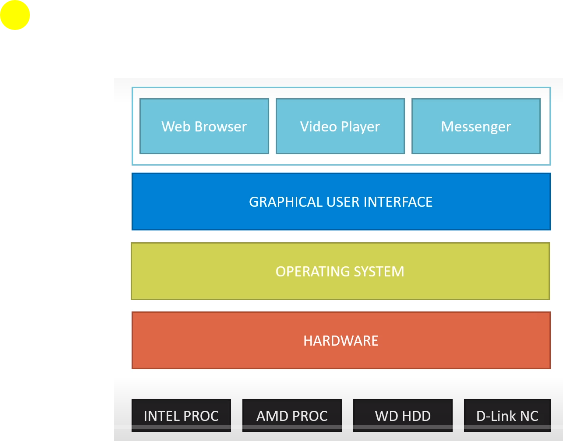 Web Browser Video Player Messenger
GRAPHICAL USER INTERFACE
OPERATING SYSTEM
HARDWARE
INTEL PROC AMD PROC WD HDD D-Link NC